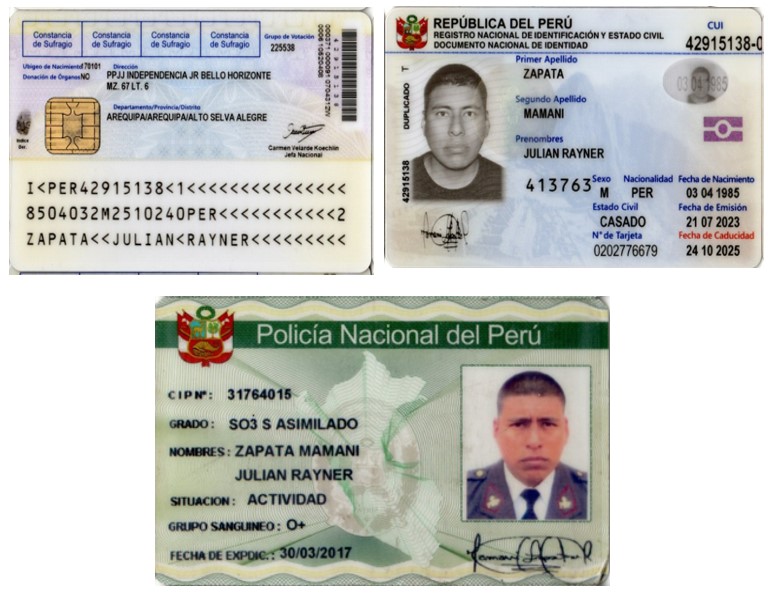 Constancia de Sufragio
Constancia de Sufragio
Constancia de Sufragio
Constancia de Sufragio
Grupo de Votación
225538
Ubigeo de Nacimiento
Dirección
Donación de Órganos NO
PPJJ INDEPENDENCIA JR BELLO HORIZONTE
MZ. 67 LT. 6
Departamento/Provincia/Distrito
AREQUIPA/AREQUIPA/ALTO SELVA ALEGRE
Carmen Velarde Koechlin
Jefa Nacional
I<PER42915138<1<<<<<<<<<<<<<<<
8504032M2510240PER<<<<<<<<<<<2
ZAPATA<<JULIAN<RAYNER<<<<<<<<<
REPÚBLICA DEL PERÚ
REGISTRO NACIONAL DE IDENTIFICACIÓN Y ESTADO CIVIL
DOCUMENTO NACIONAL DE IDENTIDAD
CUI
42915138-0
Primer Apellido
ZAPATA
Segundo Apellido
MAMANI
Prenombres
JULIAN RAYNER
03 04 1985
DUPLICADO T
42915138
413763
Sexo Nacionalidad Fecha de Nacimiento
M PER 03 04 1985
Estado Civil Fecha de Emisión
CASADO 21 07 2023
N° de Tarjeta Fecha de Caducidad
0202776679 24 10 2025
Policía Nacional del Perú
CIP N°: 31764015
GRADO: SO3 S ASIMILADO
NOMBRES: ZAPATA MAMANI
JULIAN RAYNER
SITUACION: ACTIVIDAD
GRUPO SANGUINEO: O+
FECHA DE EXPDIC.: 30/03/2017